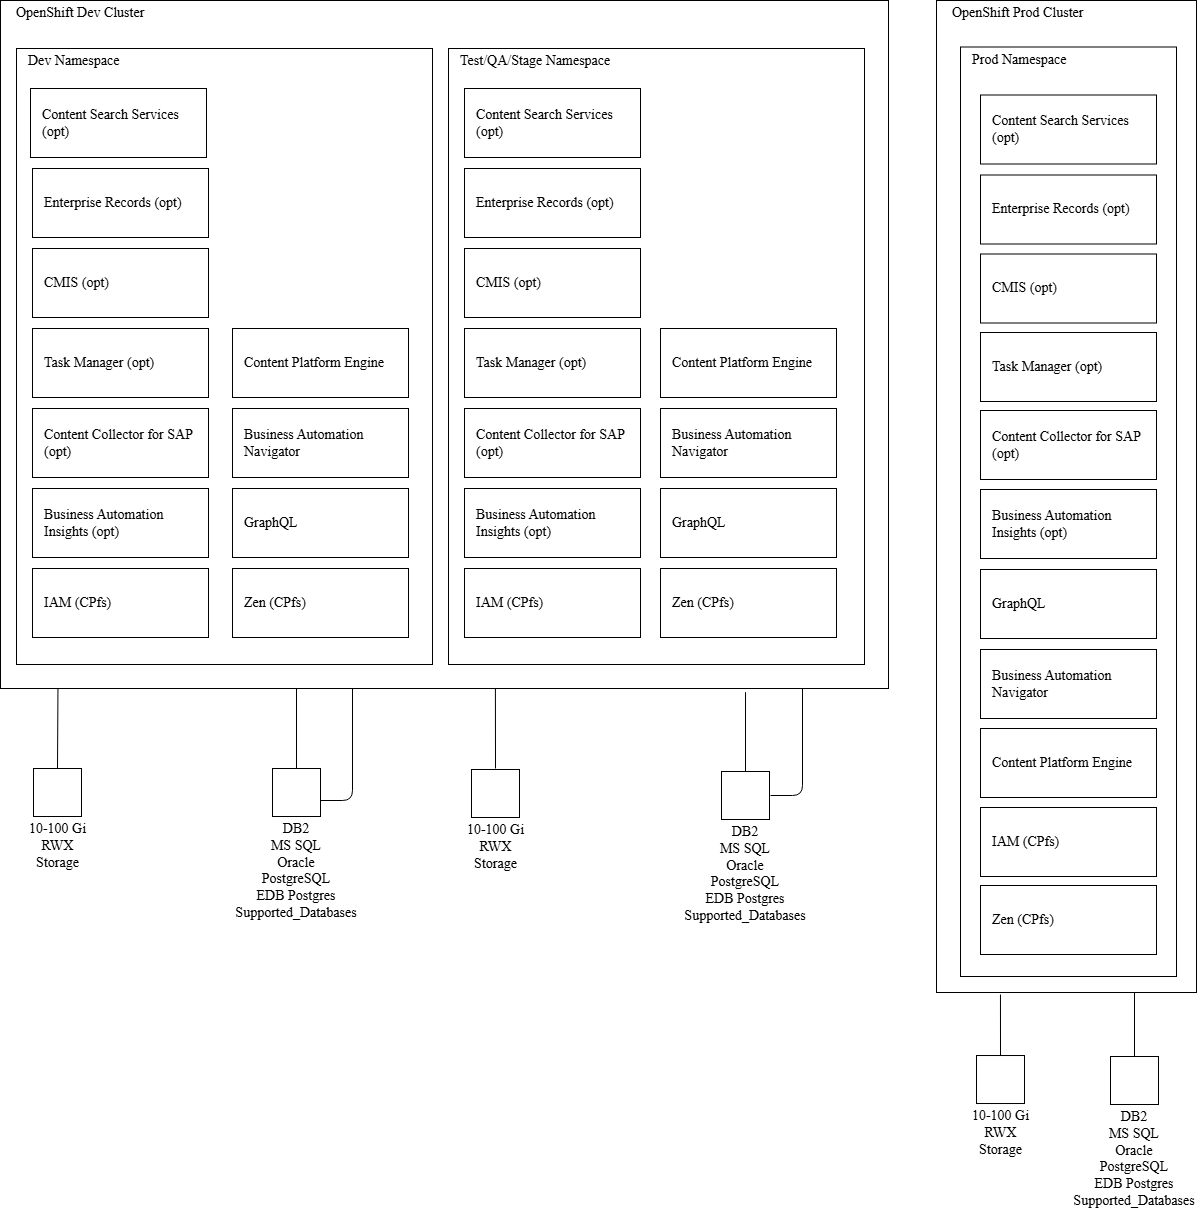 OpenShift Dev Cluster
Dev Namespace
Content Search Services
(opt)
Enterprise Records (opt)
CMIS (opt)
Task Manager (opt)
Content Platform Engine
Content Collector for SAP
(opt)
Business Automation
Navigator
Business Automation
Insights (opt)
GraphQL
IAM (CPfs)
Zen (CPfs)
Test/QA/Stage Namespace
Content Search Services
(opt)
Enterprise Records (opt)
CMIS (opt)
Task Manager (opt)
Content Platform Engine
Content Collector for SAP
(opt)
Business Automation
Navigator
Business Automation
Insights (opt)
GraphQL
IAM (CPfs)
Zen (CPfs)
10-100 Gi
RWX
Storage
DB2
MS SQL
Oracle
PostgreSQL
EDB Postgres
Supported_Databases
10-100 Gi
RWX
Storage
DB2
MS SQL
Oracle
PostgreSQL
EDB Postgres
Supported_Databases
OpenShift Prod Cluster
Prod Namespace
Content Search Services
(opt)
Enterprise Records (opt)
CMIS (opt)
Task Manager (opt)
Content Collector for SAP
(opt)
Business Automation
Insights (opt)
GraphQL
Business Automation
Navigator
Content Platform Engine
IAM (CPfs)
Zen (CPfs)
10-100 Gi
RWX
Storage
DB2
MS SQL
Oracle
PostgreSQL
EDB Postgres
Supported_Databases